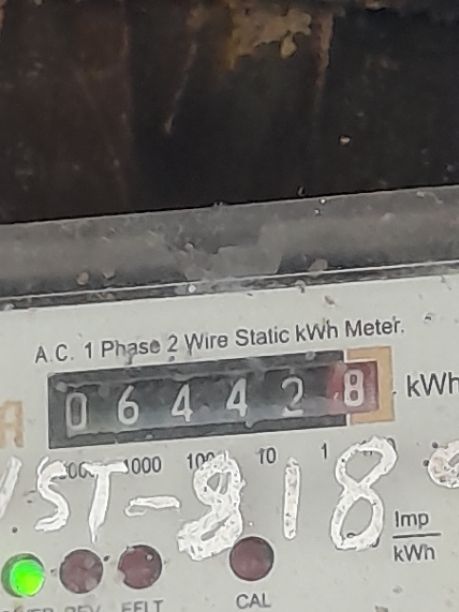 A.C. 1 Phase 2 Wire Static kWh Meter.
0 6 4 4 2 8 kWh
1000 10 1
ST-818
Imp
kWh
CAL